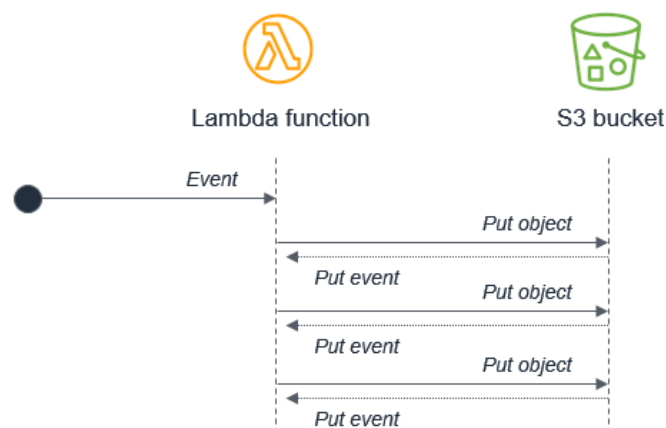 Lambda function
S3 bucket
Event
Put object
Put event
Put object
Put event
Put object
Put event